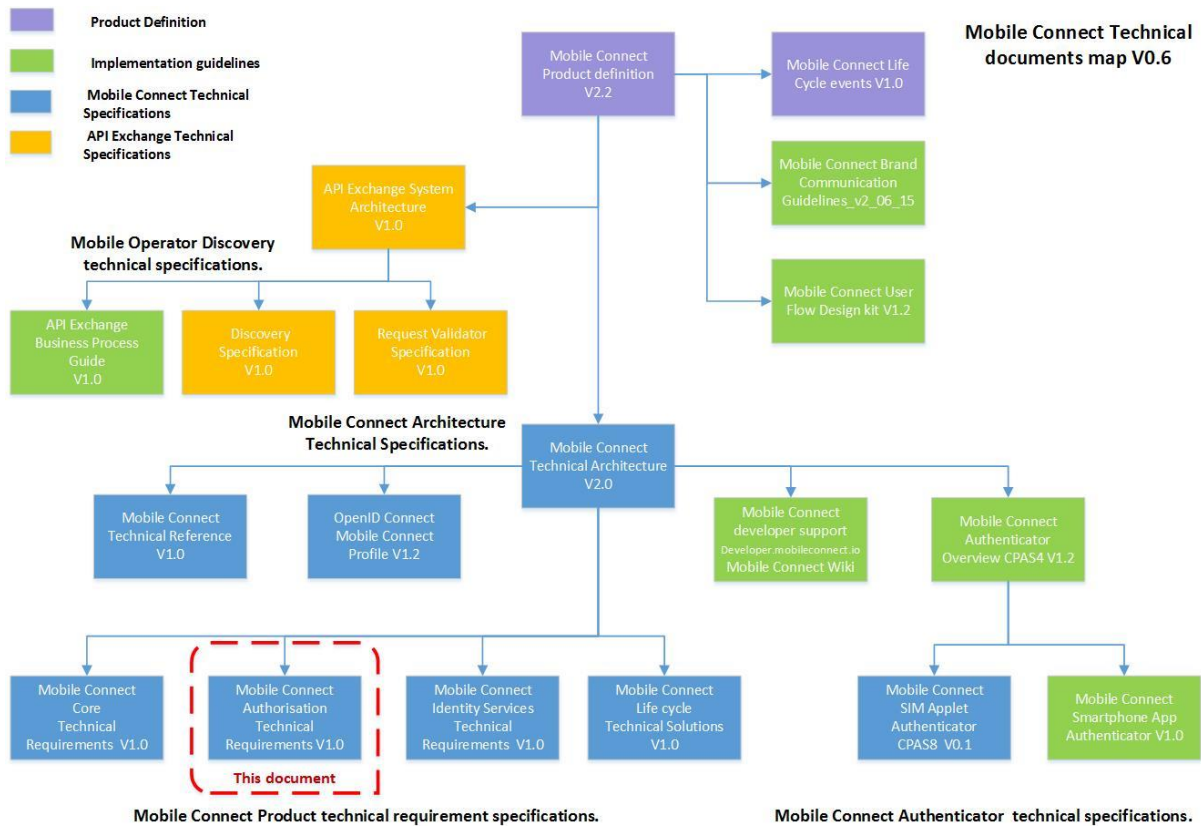 Product Definition
Implementation guidelines
Mobile Connect Technical
Specifications
API Exchange Technical
Specifications
Mobile Connect Technical
documents map V0.6
Mobile Connect
Product definition
V2.2
Mobile Connect Life
Cycle events V1.0
Mobile Connect Brand
Communication
Guidelines_v2_06_15
Mobile Connect User
Flow Design kit V1.2
API Exchange System
Architecture
V1.0
Mobile Operator Discovery
technical specifications.
API Exchange
Business Process
Guide
V1.0
Discovery
Specification
V1.0
Request Validator
Specification
V1.0
Mobile Connect Architecture
Technical Specifications.
Mobile Connect
Technical Architecture
V2.0
Mobile Connect
Technical Reference
V1.0
OpenID Connect
Mobile Connect
Profile V1.2
Mobile Connect
developer support
Developer.mobileconnect.io
Mobile Connect Wiki
Mobile Connect
Authenticator
Overview CPAS4 V1.2
Mobile Connect
Core
Technical
Requirements V1.0
Mobile Connect
Authorisation
Technical
Requirements V1.0
This document
Mobile Connect
Identity Services
Technical
Requirements V1.0
Mobile Connect
Life cycle
Technical Solutions
V1.0
Mobile Connect
SIM Applet
Authenticator
CPAS8 V0.1
Mobile Connect
Smartphone App
Authenticator V1.0
Mobile Connect Product technical requirement specifications.
Mobile Connect Authenticator technical specifications.